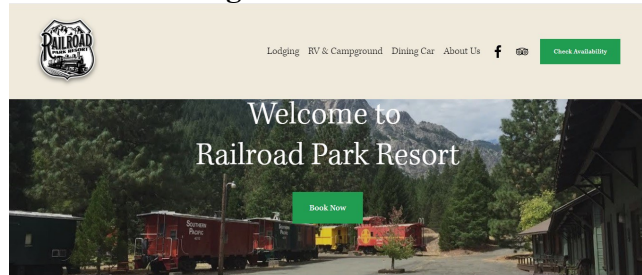 RAILROAD
PARK RESORT
Lodging RV & Campground Dining Car About Us
Check Availability
Welcome to
Railroad Park Resort
Book Now
SOUTHERN
PACIFIC